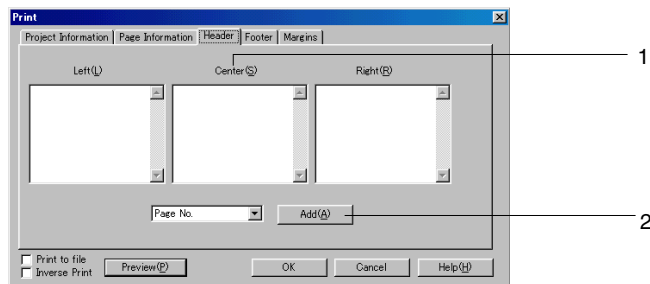 Print
Project Information Page Information Header Footer Margins
1
Left(L) Center(S) Right(R)
Page No. Add(A)
2
Print to file
Inverse Print Preview(P) OK Cancel Help(H)